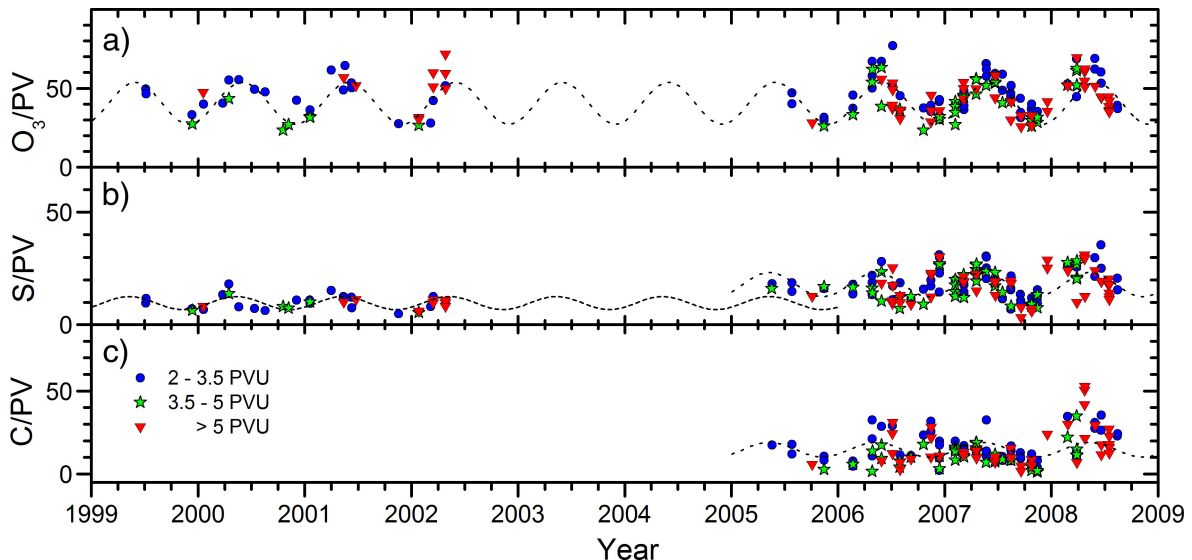 a)
O3/PV
50
0
b)
S/PV
50
0
c)
C/PV
50
0
2 - 3.5 PVU
3.5 - 5 PVU
> 5 PVU
1999 2000 2001 2002 2003 2004 2005 2006 2007 2008 2009
Year